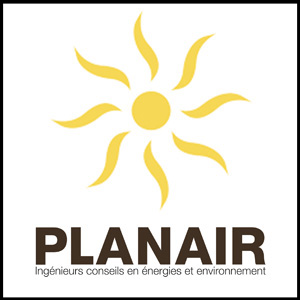 PLANAIR
Ingénieurs conseils en énergies et environnement